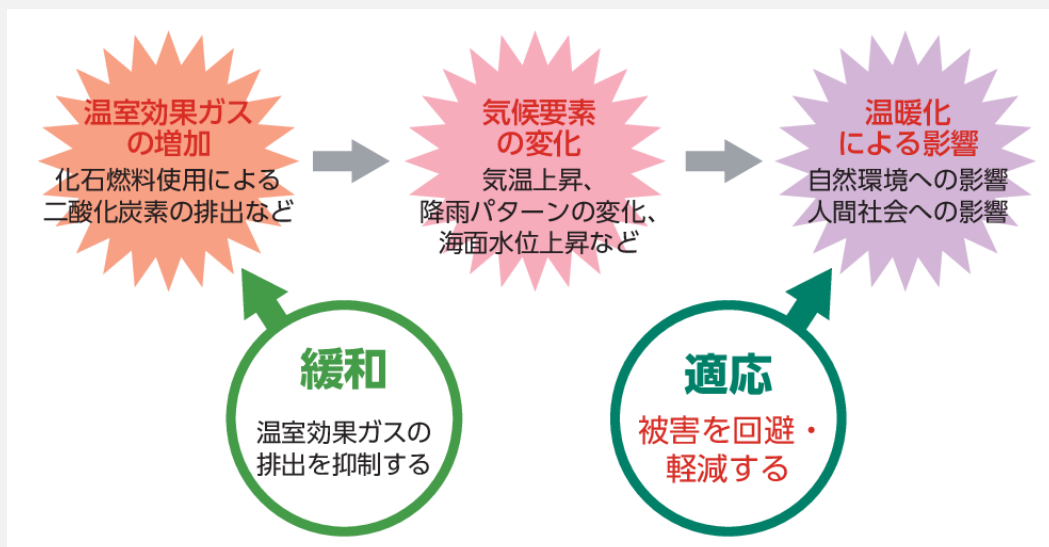 温室効果ガス
の増加
化石燃料使用による
二酸化炭素の排出など
気候要素
の変化
気温上昇、
降雨パターンの変化、
海面水位上昇など
温暖化
による影響
自然環境への影響
人間社会への影響
緩和
温室効果ガスの
排出を抑制する
適応
被害を回避・
軽減する